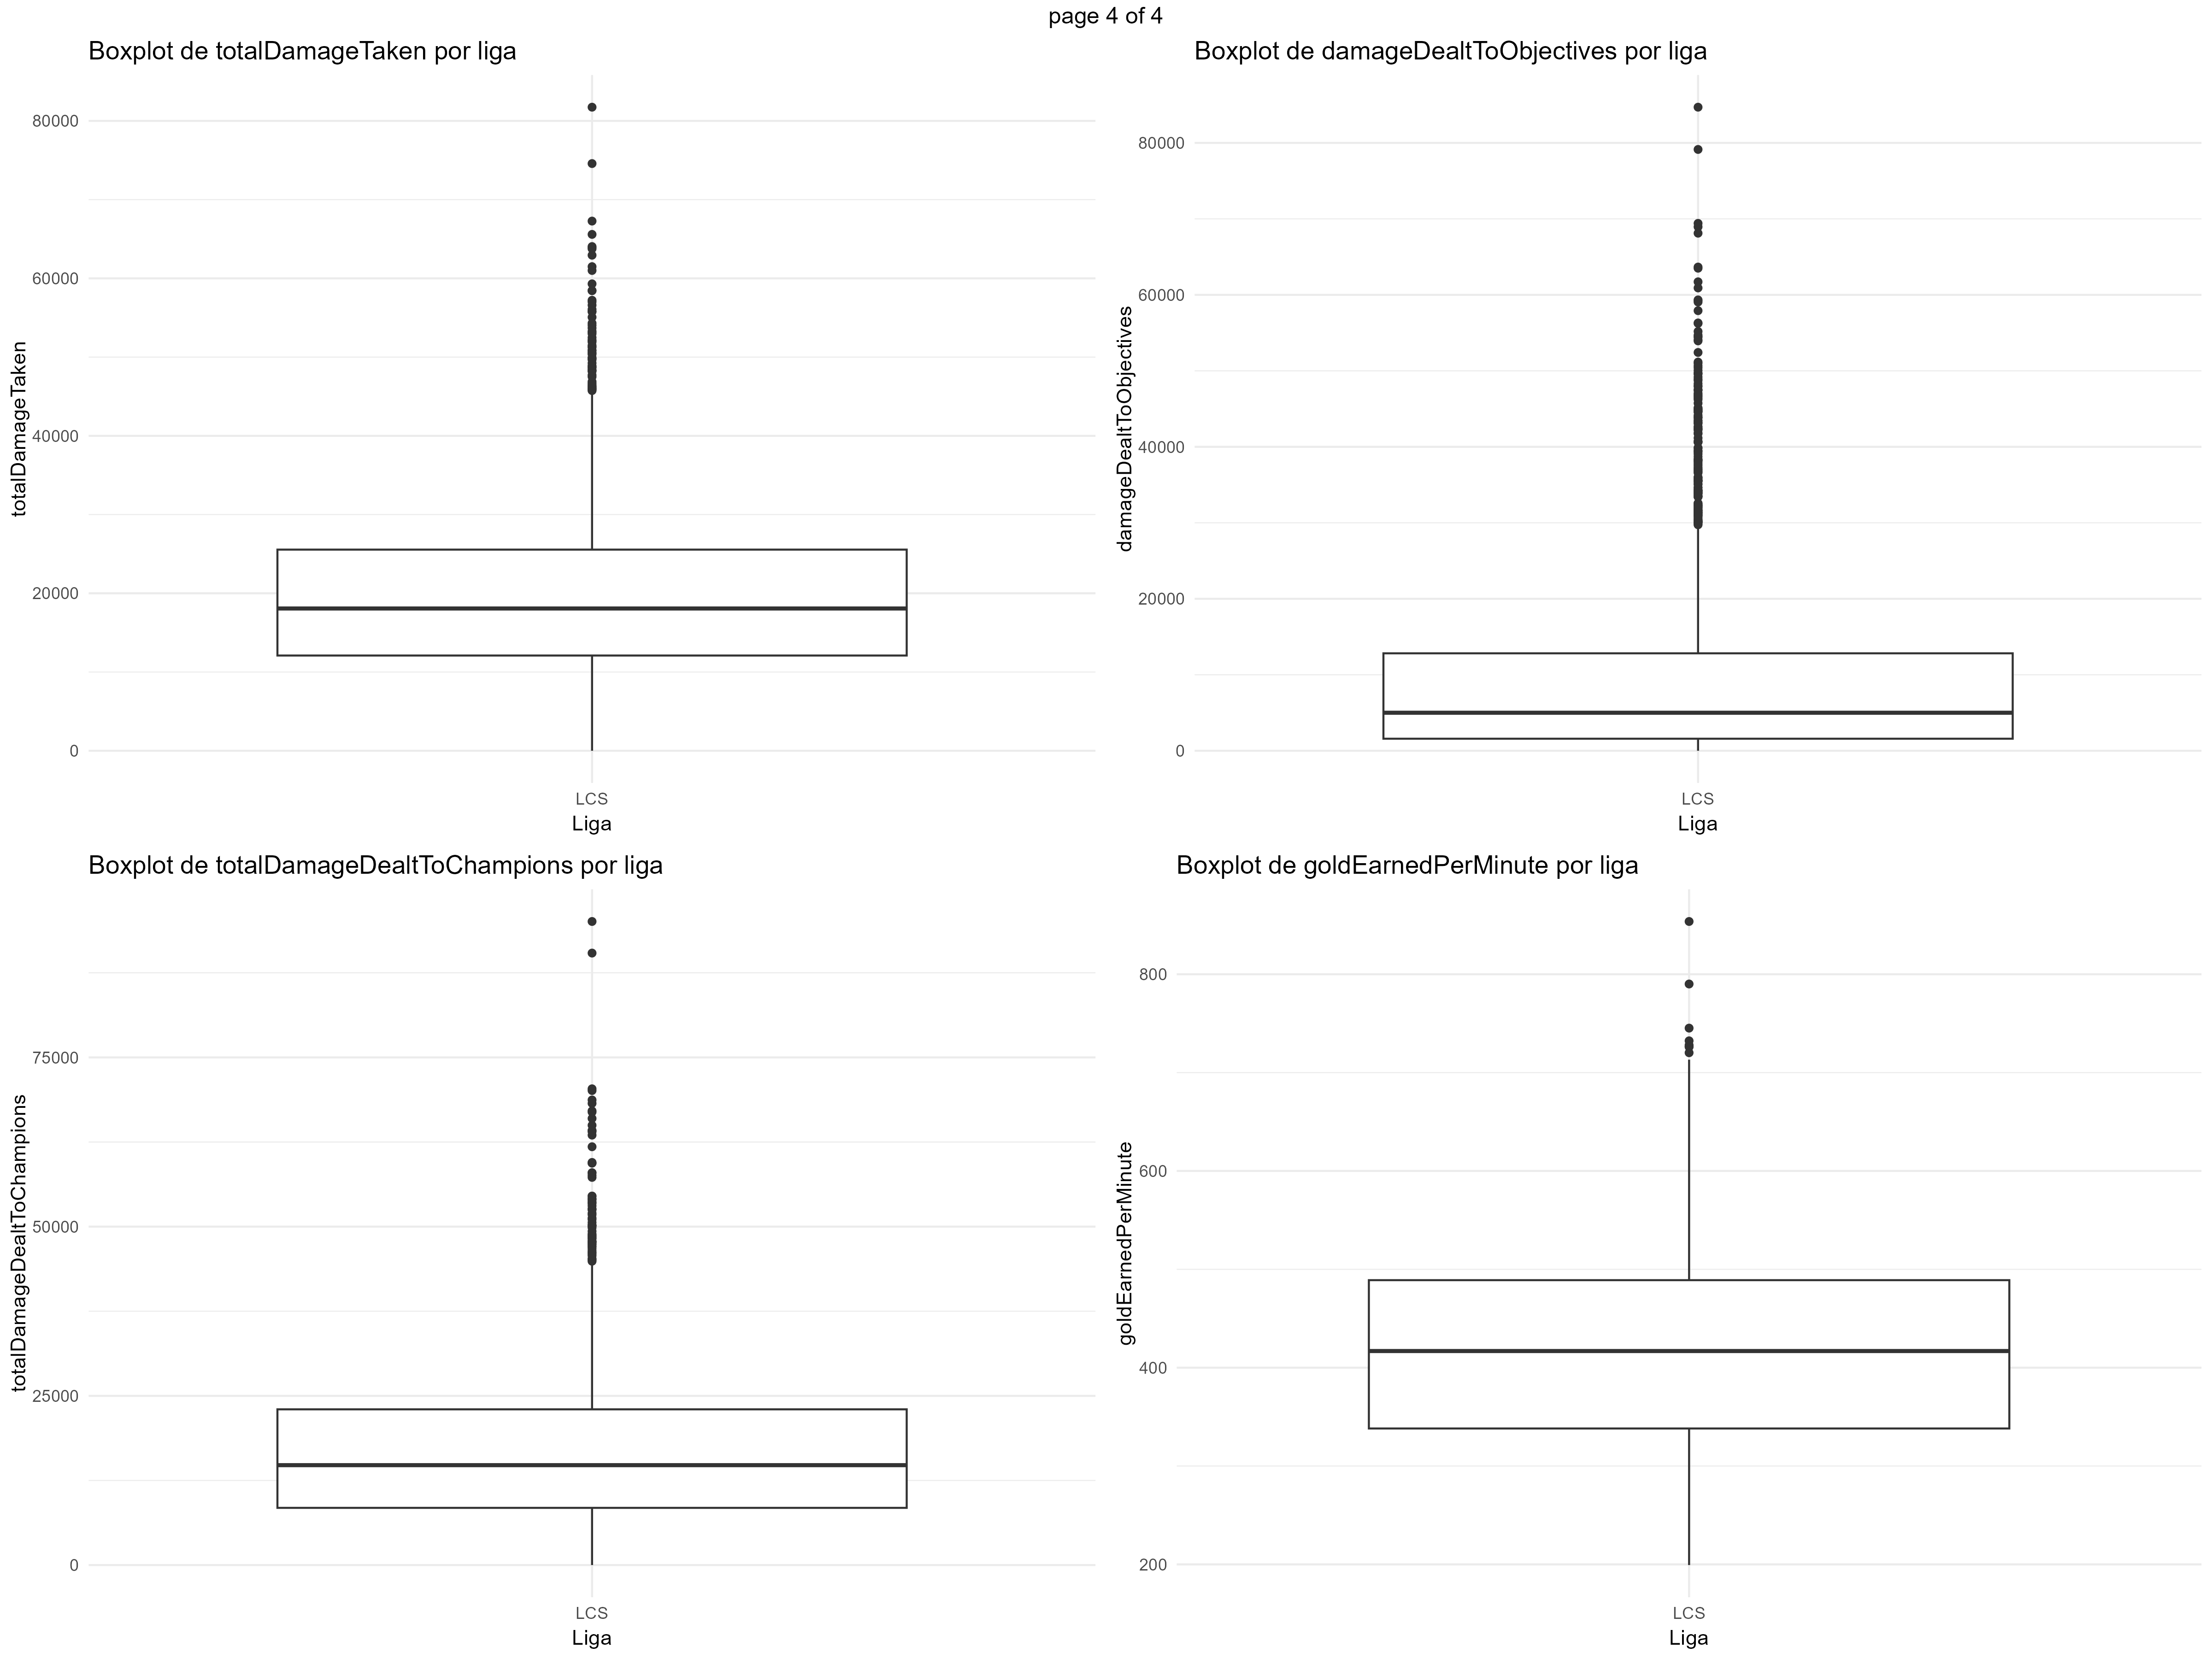 page 4 of 4
Boxplot de totalDamageTaken por liga
totalDamageTaken
80000
60000
40000
20000
0
LCS
Liga
Boxplot de damageDealtToObjectives por liga
damageDealtToObjectives
80000
60000
40000
20000
0
LCS
Liga
Boxplot de totalDamageDealtToChampions por liga
totalDamageDealtToChampions
75000
50000
25000
0
LCS
Liga
Boxplot de goldEarnedPerMinute por liga
goldEarnedPerMinute
800
600
400
200
LCS
Liga